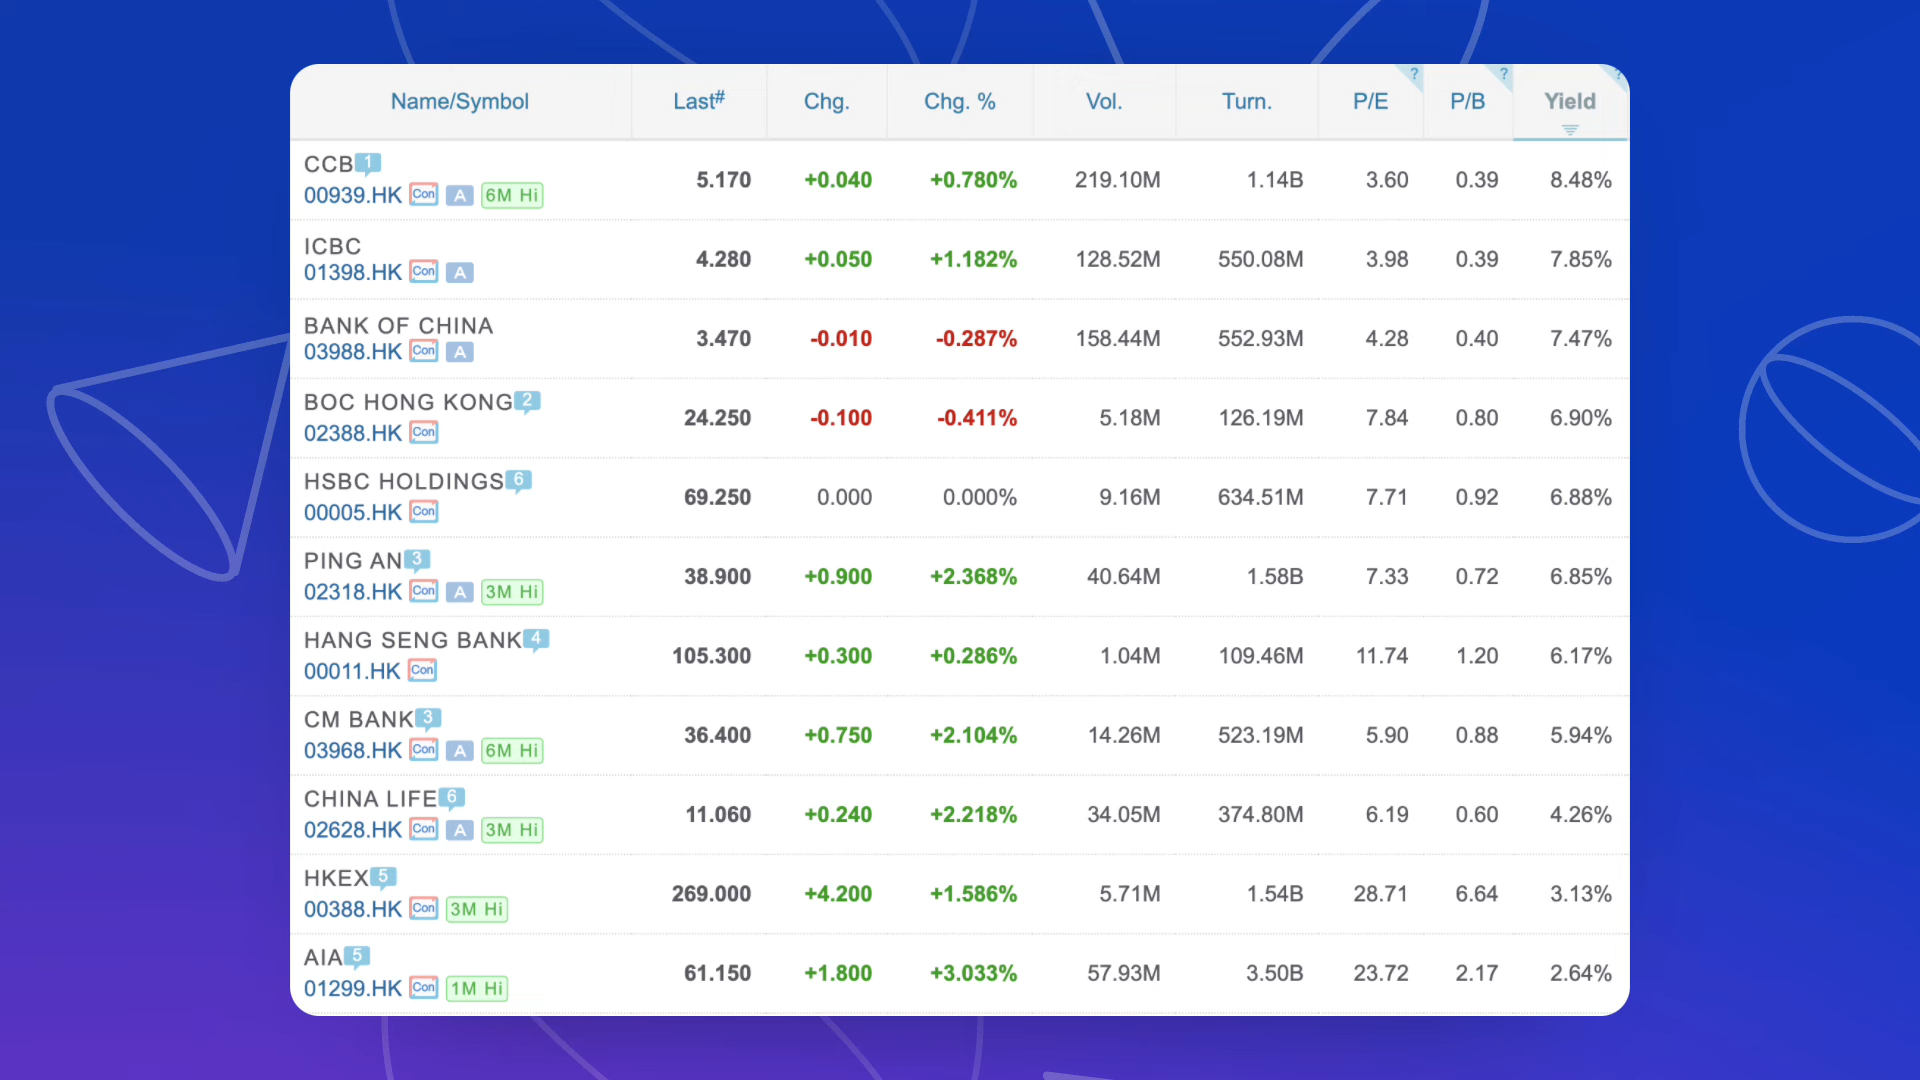 Name/Symbol Last# Chg. Chg. % Vol. Turn. P/E ? P/B ? Yield ?
CCB 1
00939.HK Con A 6M Hi 5.170 +0.040 +0.780% 219.10M 1.14B 3.60 0.39 8.48%
ICBC
01398.HK Con A 4.280 +0.050 +1.182% 128.52M 550.08M 3.98 0.39 7.85%
BANK OF CHINA
03988.HK Con A 3.470 -0.010 -0.287% 158.44M 552.93M 4.28 0.40 7.47%
BOC HONG KONG 2
02388.HK Con 24.250 -0.100 -0.411% 5.18M 126.19M 7.84 0.80 6.90%
HSBC HOLDINGS 6
00005.HK Con 69.250 0.000 0.000% 9.16M 634.51M 7.71 0.92 6.88%
PING AN 3
02318.HK Con A 3M Hi 38.900 +0.900 +2.368% 40.64M 1.58B 7.33 0.72 6.85%
HANG SENG BANK 4
00011.HK Con 105.300 +0.300 +0.286% 1.04M 109.46M 11.74 1.20 6.17%
CM BANK 3
03968.HK Con A 6M Hi 36.400 +0.750 +2.104% 14.26M 523.19M 5.90 0.88 5.94%
CHINA LIFE 6
02628.HK Con A 3M Hi 11.060 +0.240 +2.218% 34.05M 374.80M 6.19 0.60 4.26%
HKEX 5
00388.HK Con 3M Hi 269.000 +4.200 +1.586% 5.71M 1.54B 28.71 6.64 3.13%
AIA 5
01299.HK Con 1M Hi 61.150 +1.800 +3.033% 57.93M 3.50B 23.72 2.17 2.64%